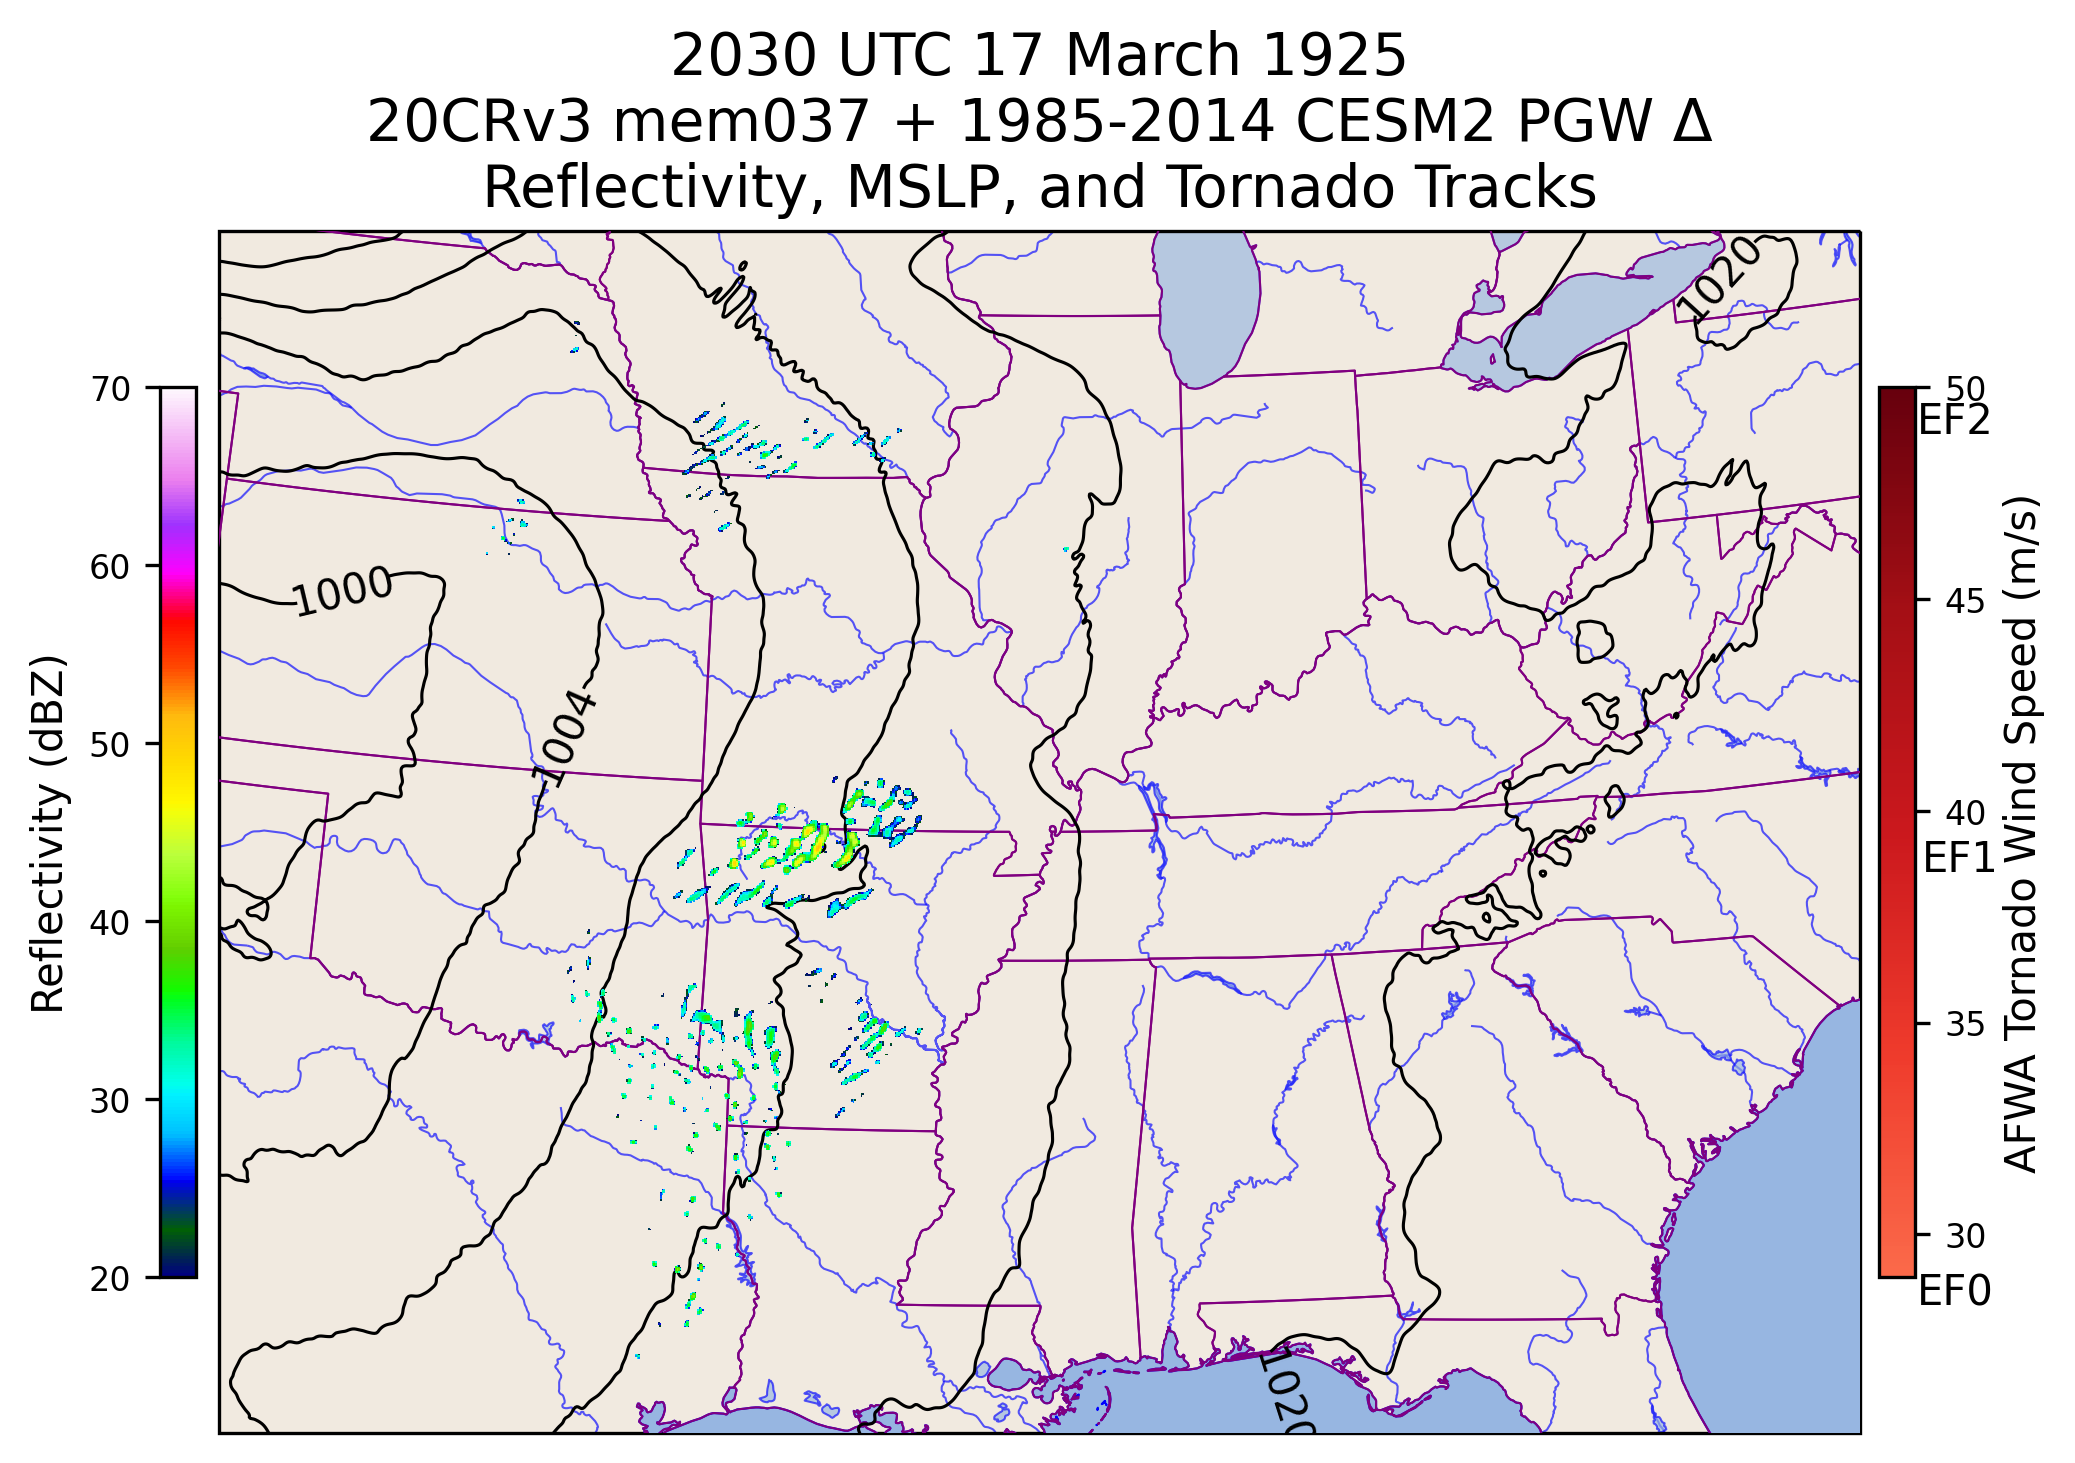 2030 UTC 17 March 1925
20CRv3 mem037 + 1985-2014 CESM2 PGW Δ
Reflectivity, MSLP, and Tornado Tracks
Reflectivity (dBZ)
70
60
50
40
30
20
1020
1000
1004
1020
50
EF2
45
40
EF1
35
30
EF0
AFWA Tornado Wind Speed (m/s)